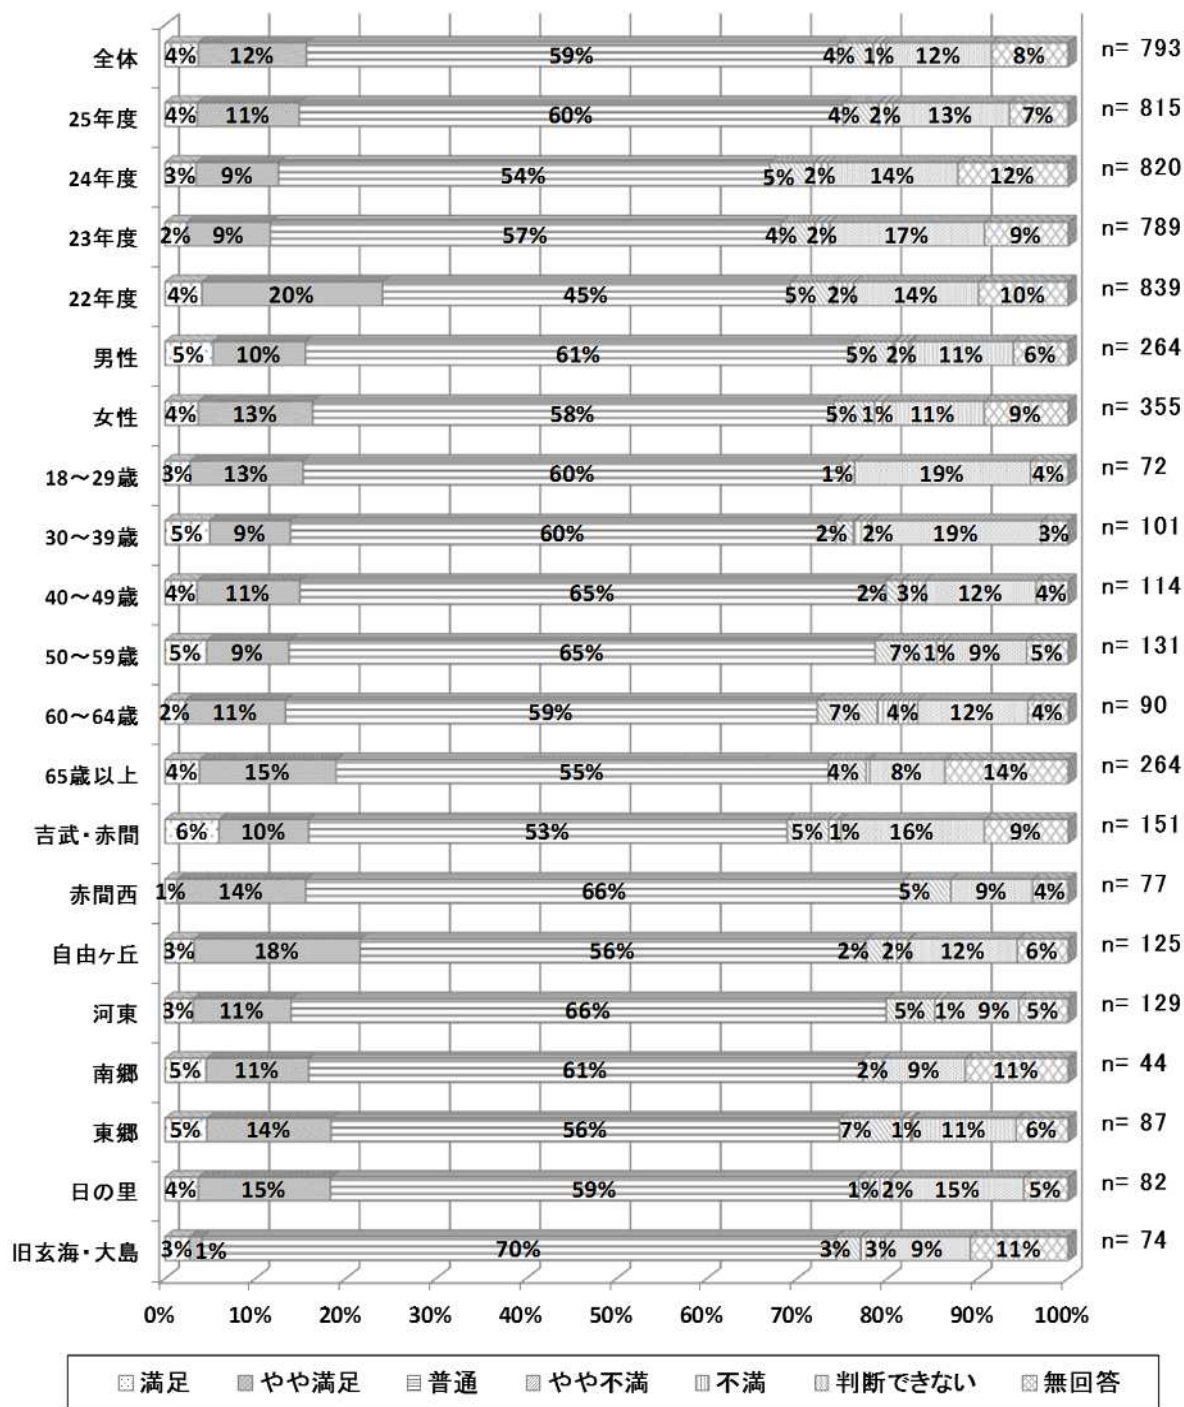 全体 4% 12% 59% 4% 1% 12% 8% n= 793
25年度 4% 11% 60% 4% 2% 13% 7% n= 815
24年度 3% 9% 54% 5% 2% 14% 12% n= 820
23年度 2% 9% 57% 4% 2% 17% 9% n= 789
22年度 4% 20% 45% 5% 2% 14% 10% n= 839
男性 5% 10% 61% 5% 2% 11% 6% n= 264
女性 4% 13% 58% 5% 1% 11% 9% n= 355
18～29歳 3% 13% 60% 1% 19% 4% n= 72
30～39歳 5% 9% 60% 2% 2% 19% 3% n= 101
40～49歳 4% 11% 65% 2% 3% 12% 4% n= 114
50～59歳 5% 9% 65% 7% 1% 9% 5% n= 131
60～64歳 2% 11% 59% 7% 4% 12% 4% n= 90
65歳以上 4% 15% 55% 4% 8% 14% n= 264
吉武・赤間 6% 10% 53% 5% 1% 16% 9% n= 151
赤間西 1% 14% 66% 5% 9% 4% n= 77
自由ヶ丘 3% 18% 56% 2% 2% 12% 6% n= 125
河東 3% 11% 66% 5% 1% 9% 5% n= 129
南郷 5% 11% 61% 2% 9% 11% n= 44
東郷 5% 14% 56% 7% 1% 11% 6% n= 87
日の里 4% 15% 59% 1% 2% 15% 5% n= 82
旧玄海・大島 3% 1% 70% 3% 3% 9% 11% n= 74
0% 10% 20% 30% 40% 50% 60% 70% 80% 90% 100%
満足 やや満足 普通 やや不満 不満 判断できない 無回答